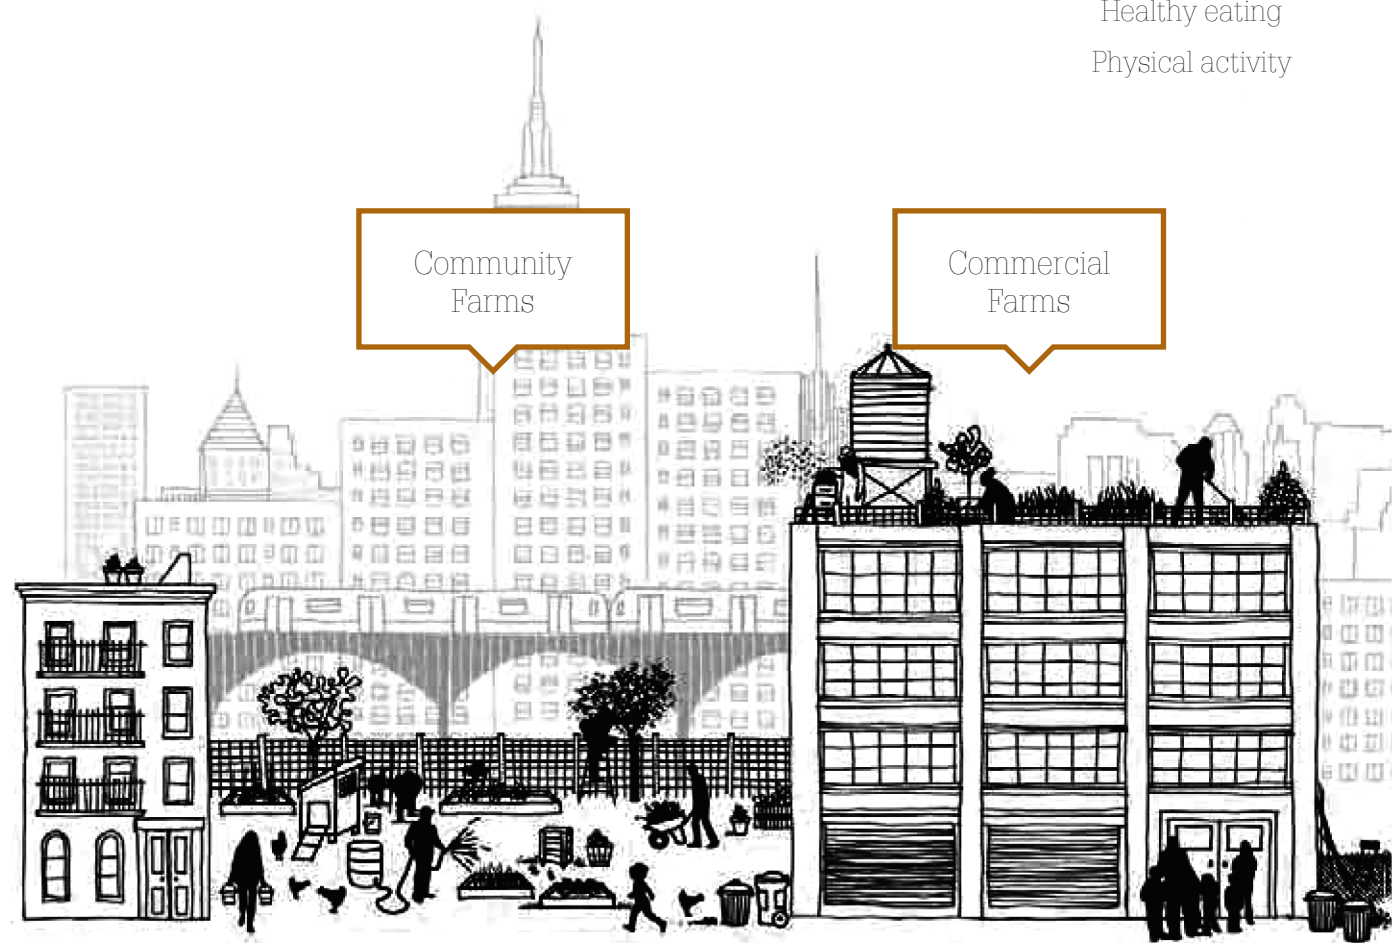 Healthy eating
Physical activity
Community
Farms
Commercial
Farms